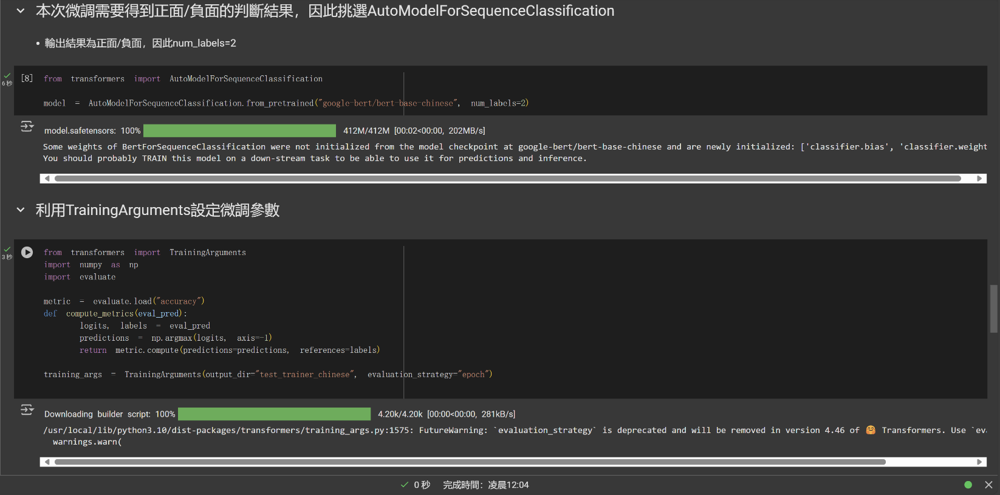 本次微調需要得到正面/負面的判斷結果，因此挑選AutoModelForSequenceClassification
• 輸出結果為正面/負面，因此num_labels=2
6 秒
[8] from transformers import AutoModelForSequenceClassification
model = AutoModelForSequenceClassification.from_pretrained("google-bert/bert-base-chinese", num_labels=2)
model.safetensors: 100% 412M/412M [00:02<00:00, 202MB/s]
Some weights of BertForSequenceClassification were not initialized from the model checkpoint at google-bert/bert-base-chinese and are newly initialized: ['classifier.bias', 'classifier.weight
You should probably TRAIN this model on a down-stream task to be able to use it for predictions and inference.
利用TrainingArguments設定微調參數
3 秒
from transformers import TrainingArguments
import numpy as np
import evaluate
metric = evaluate.load("accuracy")
def compute_metrics(eval_pred):
logits, labels = eval_pred
predictions = np.argmax(logits, axis=-1)
return metric.compute(predictions=predictions, references=labels)
training_args = TrainingArguments(output_dir="test_trainer_chinese", evaluation_strategy="epoch")
Downloading builder script: 100% 4.20k/4.20k [00:00<00:00, 281kB/s]
/usr/local/lib/python3.10/dist-packages/transformers/training_args.py:1575: FutureWarning: `evaluation_strategy` is deprecated and will be removed in version 4.46 of 🤗 Transformers. Use `ev
warnings.warn(
0 秒 完成時間：凌晨12:04